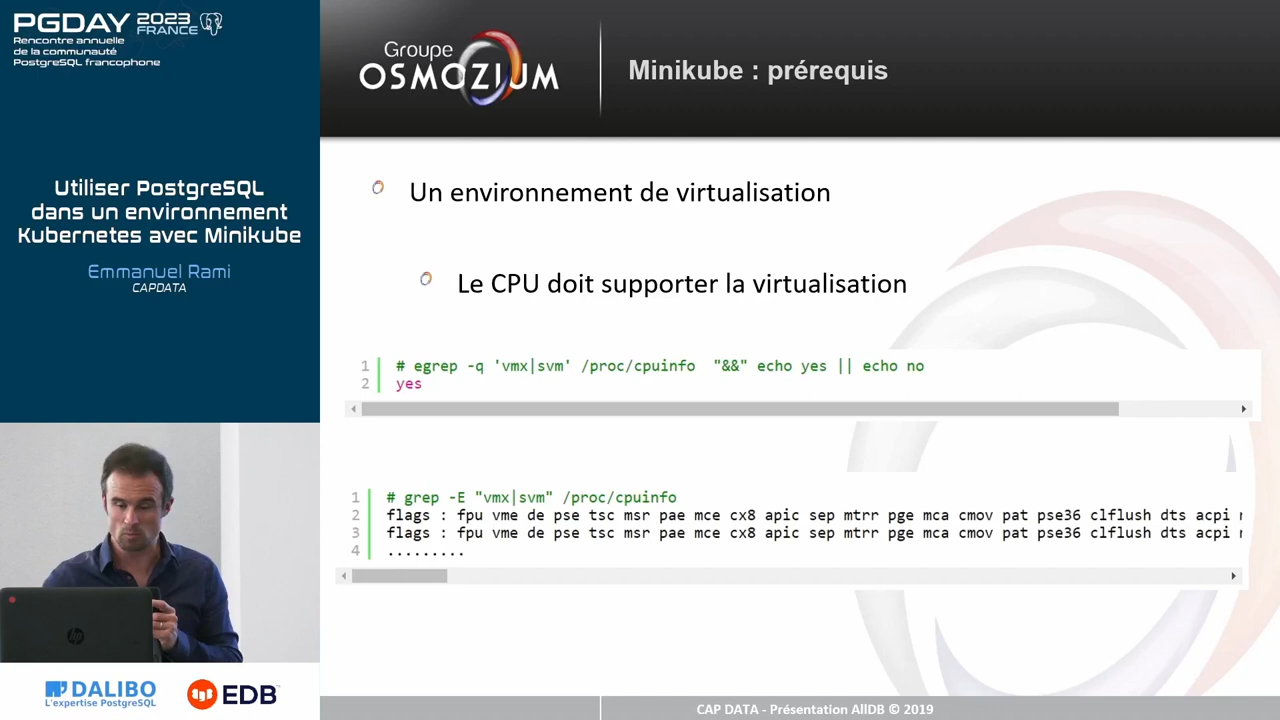 PGDAY 2023 FRANCE
Rencontre annuelle
de la communauté
PostgreSQL francophone
Utiliser PostgreSQL
dans un environnement
Kubernetes avec Minikube
Emmanuel Rami
CAPDATA
hp
DALIBO
L'expertise PostgreSQL
EDB
Groupe
OSMOZIUM
Minikube : prérequis
Un environnement de virtualisation
Le CPU doit supporter la virtualisation
1 # egrep -q 'vmx|svm' /proc/cpuinfo "&&" echo yes || echo no
2 yes
1 # grep -E "vmx|svm" /proc/cpuinfo
2 flags : fpu vme de pse tsc msr pae mce cx8 apic sep mtrr pge mca cmov pat pse36 clflush dts acpi
3 flags : fpu vme de pse tsc msr pae mce cx8 apic sep mtrr pge mca cmov pat pse36 clflush dts acpi
4 .........
CAP DATA - Présentation AllDB © 2019